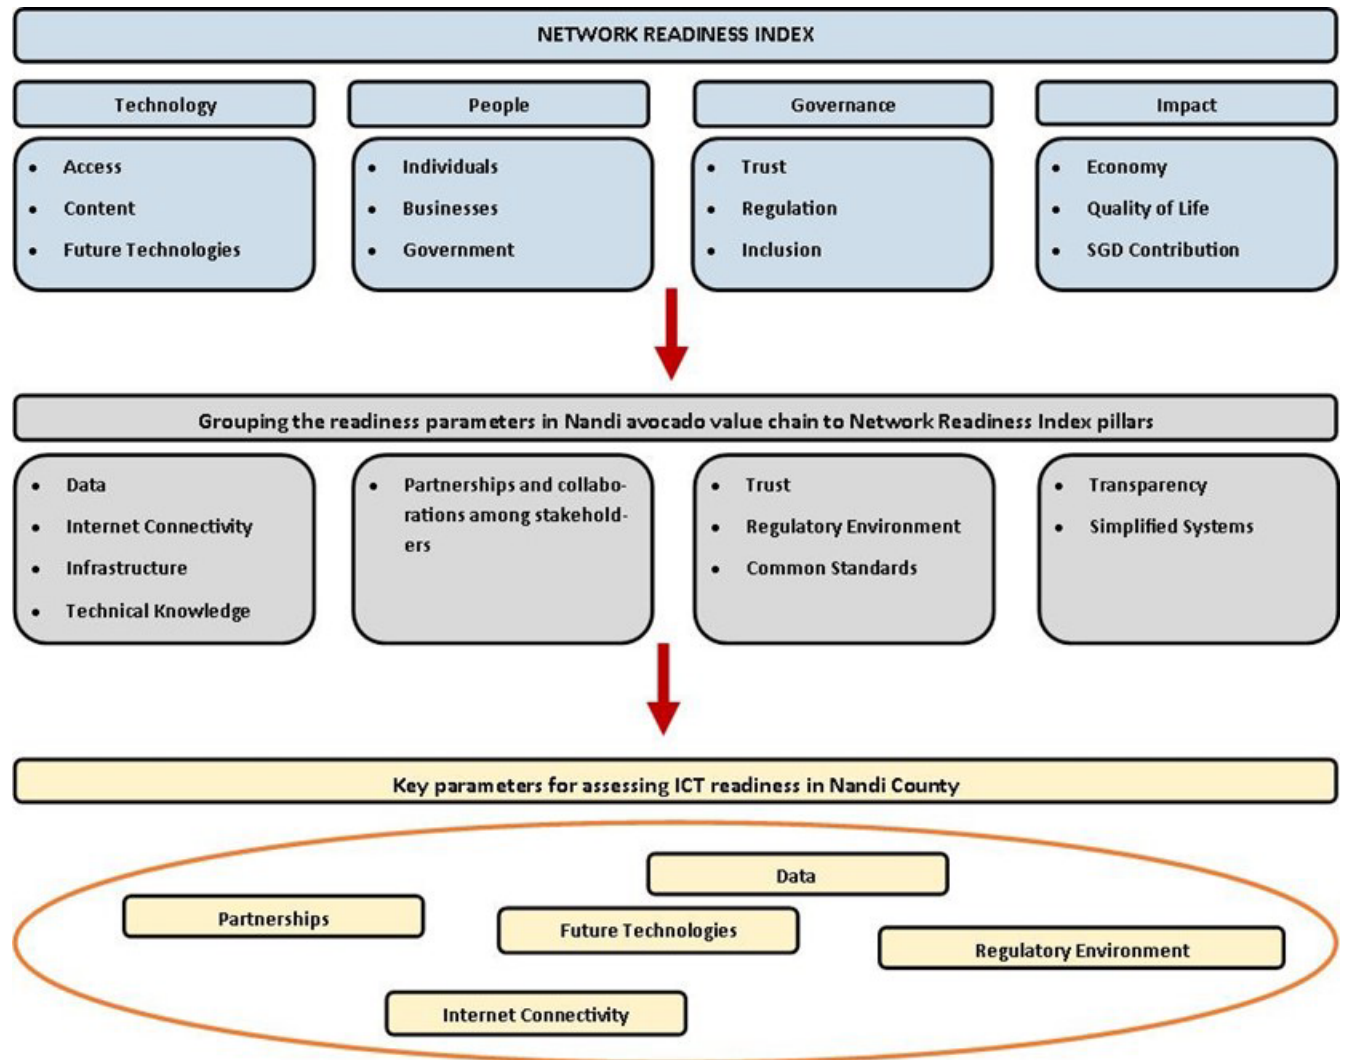 NETWORK READINESS INDEX
Technology
Access
Content
Future Technologies
People
Individuals
Businesses
Government
Governance
Trust
Regulation
Inclusion
Impact
Economy
Quality of Life
SGD Contribution
Grouping the readiness parameters in Nandi avocado value chain to Network Readiness Index pillars
Data
Internet Connectivity
Infrastructure
Technical Knowledge
Partnerships and collabo-
rations among stakehold-
ers
Trust
Regulatory Environment
Common Standards
Transparency
Simplified Systems
Key parameters for assessing ICT readiness in Nandi County
Data
Partnerships
Future Technologies
Regulatory Environment
Internet Connectivity